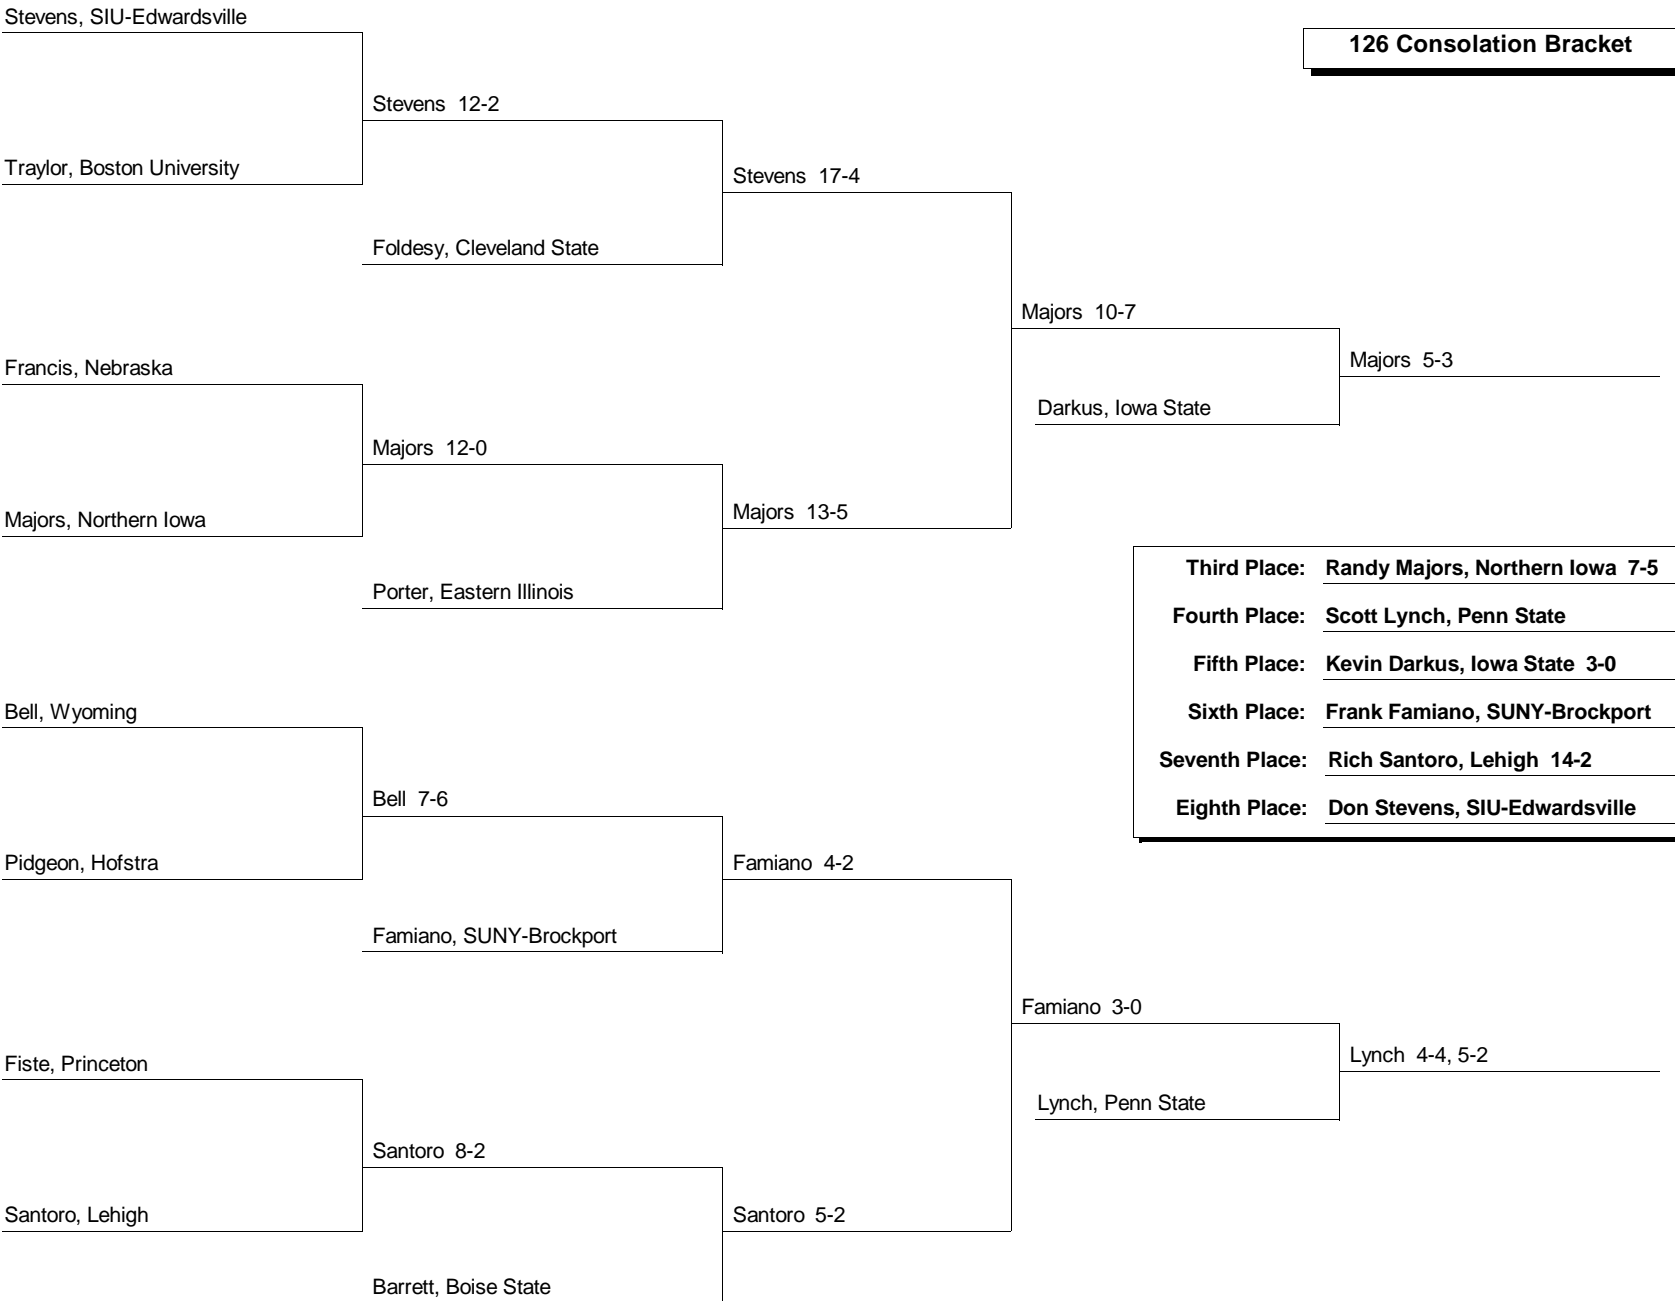 Stevens, SIU-Edwardsville
126 Consolation Bracket
Stevens 12-2
Traylor, Boston University
Stevens 17-4
Foldesy, Cleveland State
Majors 10-7
Francis, Nebraska
Majors 5-3
Darkus, Iowa State
Majors 12-0
Majors, Northern Iowa
Majors 13-5
Porter, Eastern Illinois
Third Place: Randy Majors, Northern Iowa 7-5
Fourth Place: Scott Lynch, Penn State
Fifth Place: Kevin Darkus, Iowa State 3-0
Sixth Place: Frank Famiano, SUNY-Brockport
Seventh Place: Rich Santoro, Lehigh 14-2
Eighth Place: Don Stevens, SIU-Edwardsville
Bell, Wyoming
Bell 7-6
Pidgeon, Hofstra
Famiano 4-2
Famiano, SUNY-Brockport
Famiano 3-0
Fiste, Princeton
Lynch 4-4, 5-2
Lynch, Penn State
Santoro 8-2
Santoro, Lehigh
Santoro 5-2
Barrett, Boise State